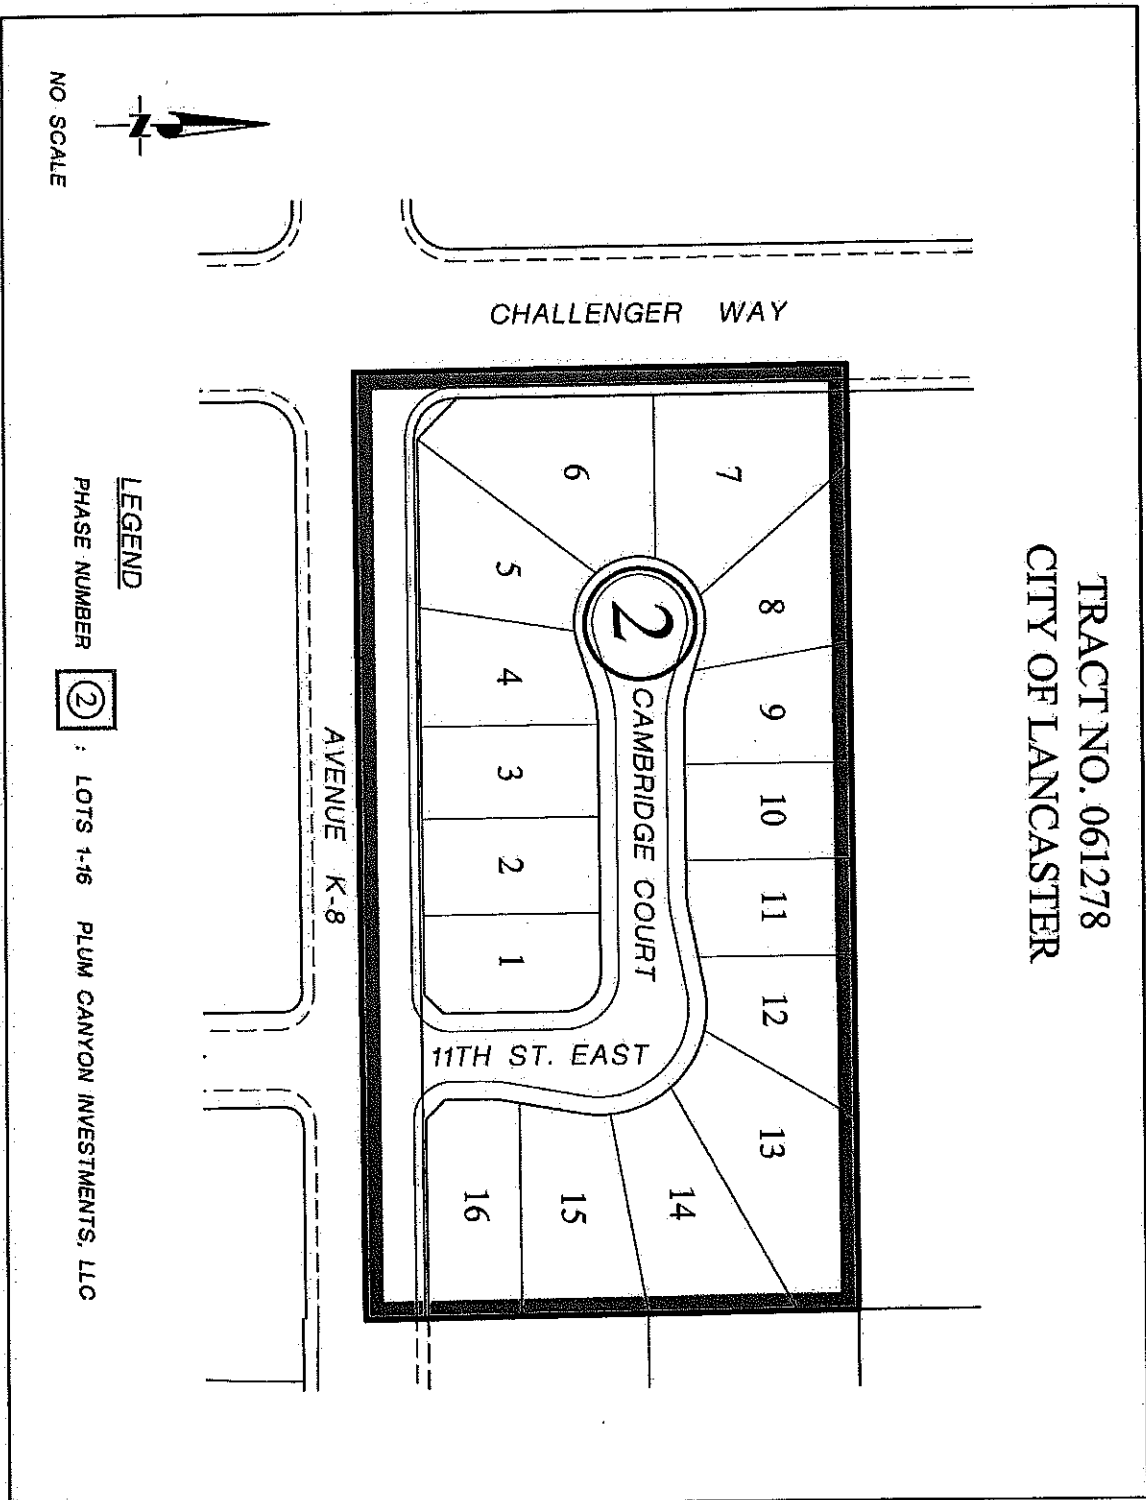 TRACT NO. 061278
CITY OF LANCASTER
CHALLENGER WAY
7
8
9
10
11
12
13
6
2
CAMBRIDGE COURT
5
4
3
2
1
11TH ST. EAST
14
15
16
AVENUE K-8
N
NO SCALE
LEGEND
PHASE NUMBER 2 : LOTS 1-16 PLUM CANYON INVESTMENTS, LLC